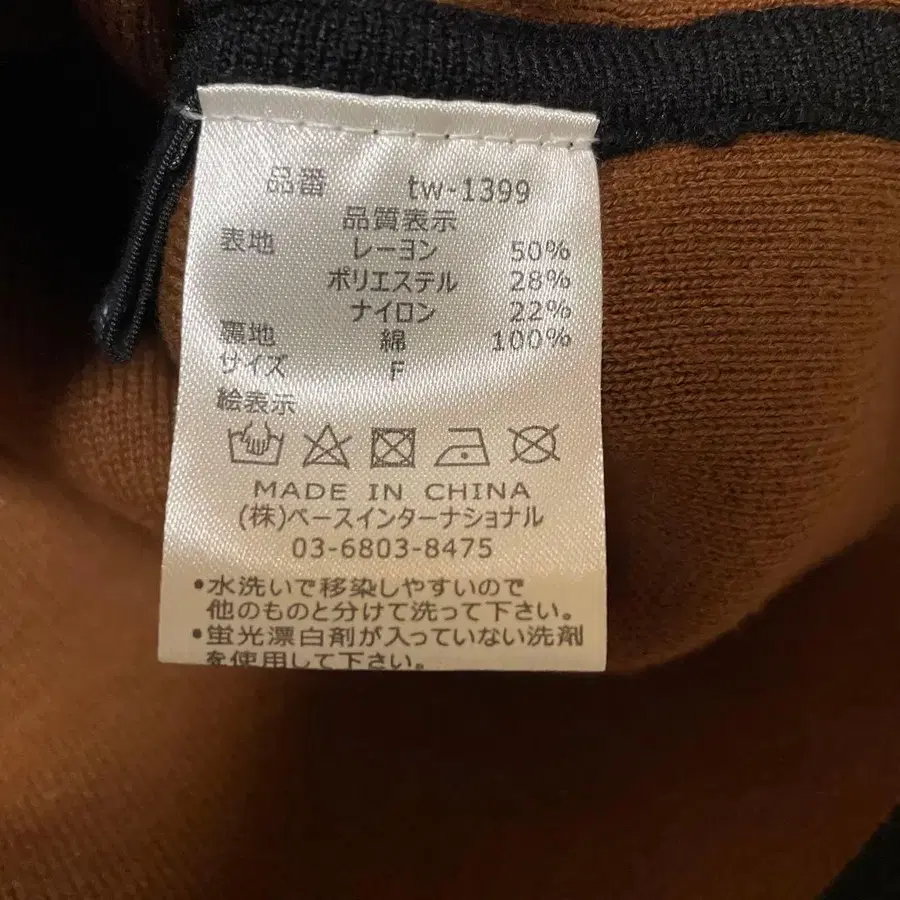 品番 tw-1399
品質表示
表地 レーヨン 50%
ポリエステル 28%
ナイロン 22%
裏地 綿 100%
サイズ F
絵表示
MADE IN CHINA
(株)ベースインターナショナル
03-6803-8475
•水洗いで移染しやすいので
他のものと分けて洗って下さい。
•蛍光漂白剤が入っていない洗剤
を使用して下さい。